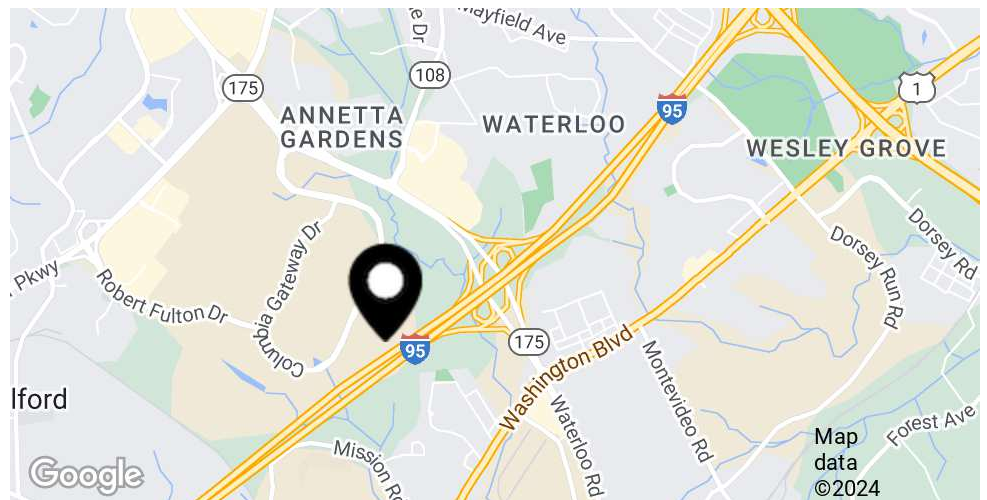 Mayfield Ave
175
108
ANNETTA
GARDENS
WATERLOO
95
1
WESLEY GROVE
Dorsey Rd
Dorsey Run Rd
Pkwy
Robert Fulton Dr
Columbia Gateway Dr
95
175
Washington Blvd
Montevideo Rd
Waterloo Rd
lford
Mission Ro
Forest Ave
Map
data
©2024
Google